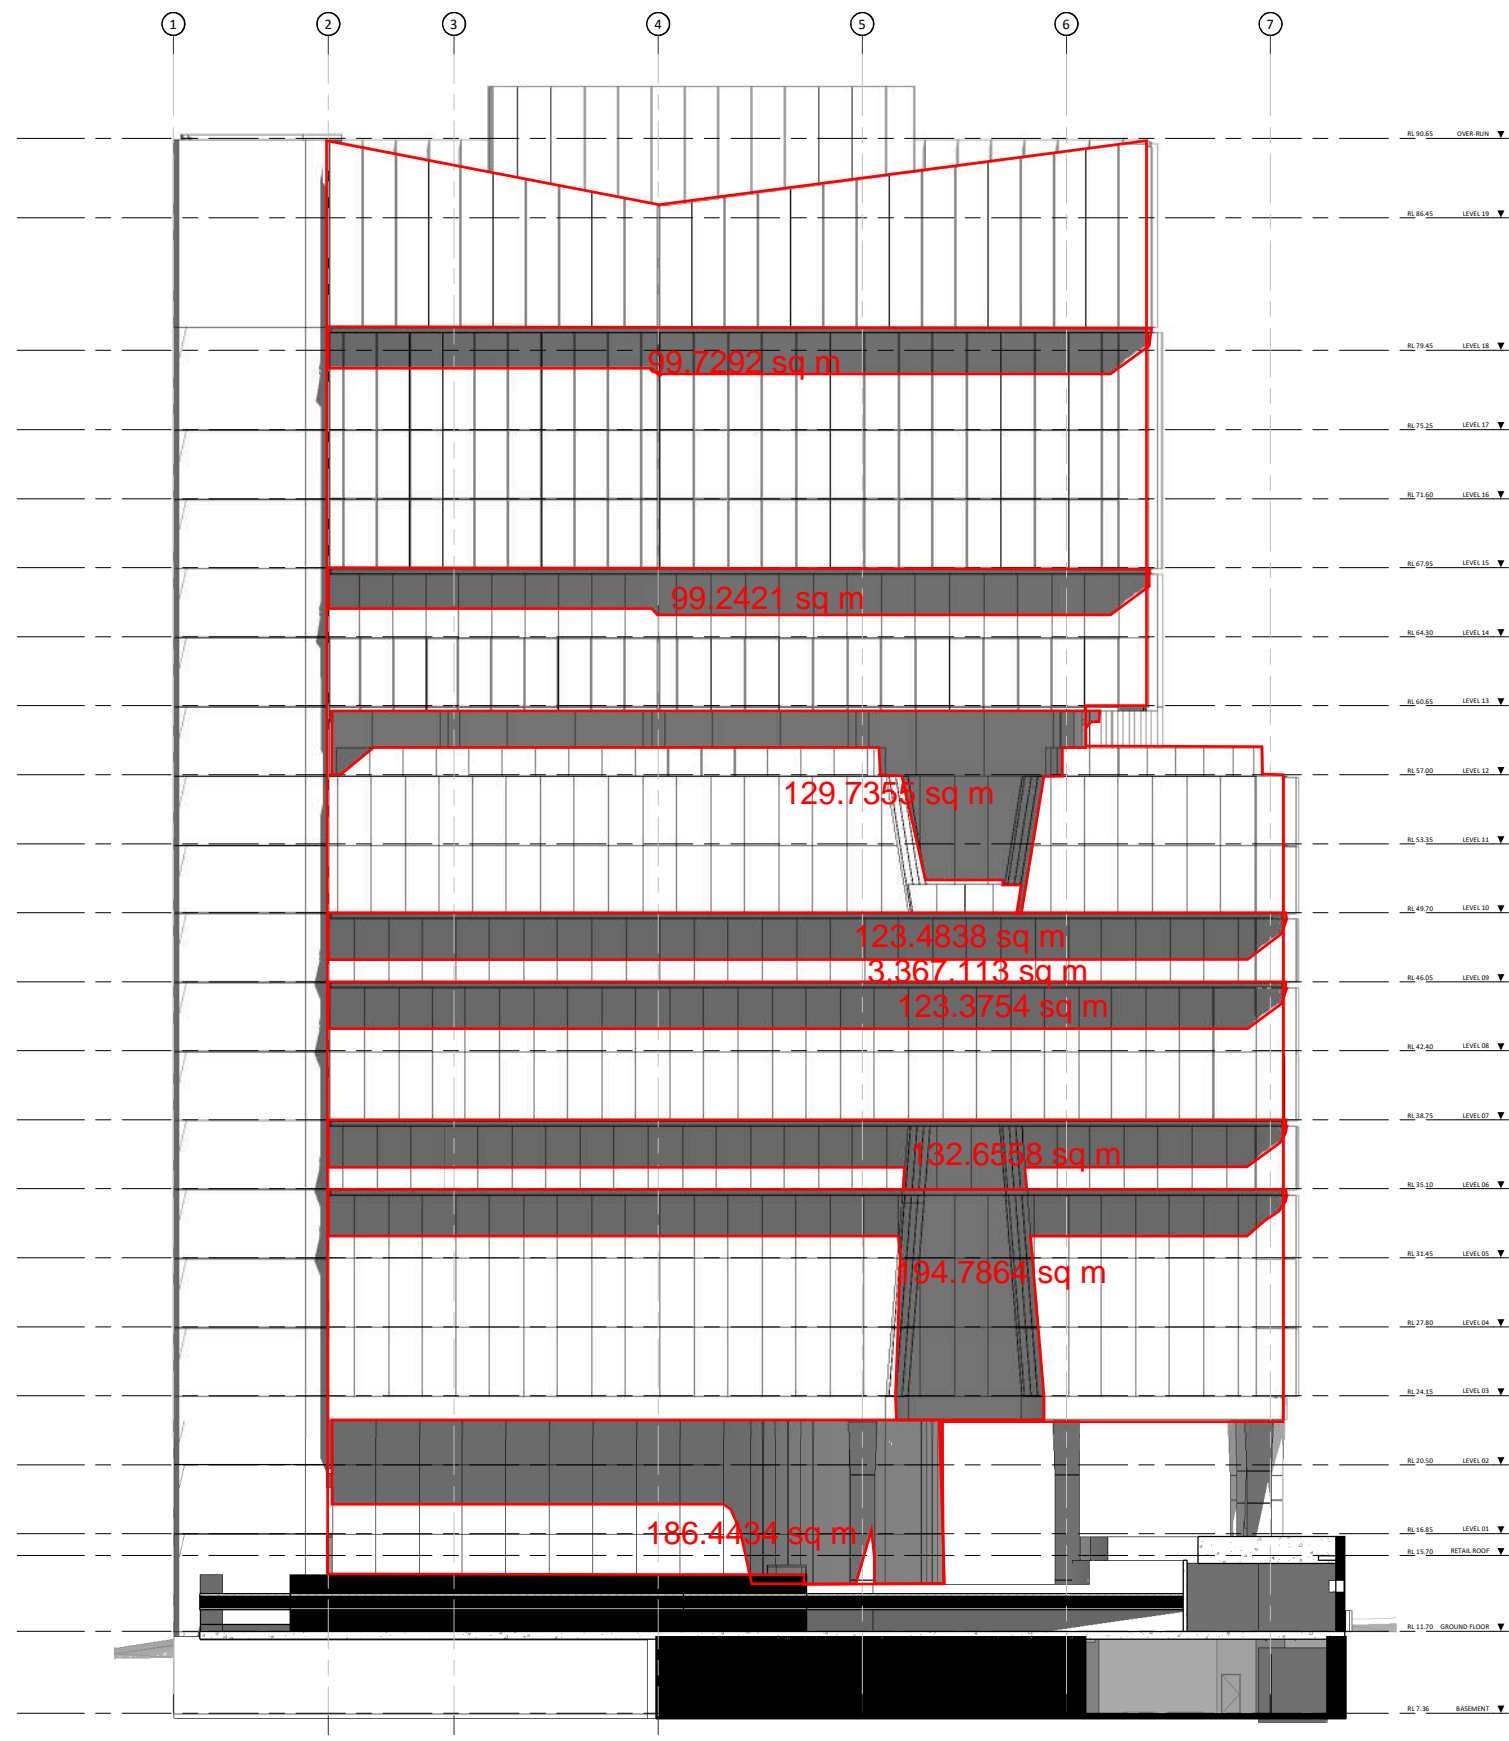 1 2 3 4 5 6 7
RL 90.65 OVER-RUN
RL 86.45 LEVEL 19
RL 79.45 LEVEL 18
99.7292 sq m
RL 75.25 LEVEL 17
RL 71.60 LEVEL 16
RL 67.95 LEVEL 15
99.2421 sq m
RL 64.30 LEVEL 14
RL 60.65 LEVEL 13
RL 57.00 LEVEL 12
129.7355 sq m
RL 53.35 LEVEL 11
RL 49.70 LEVEL 10
123.4838 sq m
3,367.113 sq m
RL 46.05 LEVEL 09
123.3754 sq m
RL 42.40 LEVEL 08
RL 38.75 LEVEL 07
132.6558 sq m
RL 35.10 LEVEL 06
RL 31.45 LEVEL 05
194.7864 sq m
RL 27.80 LEVEL 04
RL 24.15 LEVEL 03
RL 20.50 LEVEL 02
186.4434 sq m
RL 16.85 LEVEL 01
RL 15.70 RETAIL ROOF
RL 11.70 GROUND FLOOR
RL 7.36 BASEMENT